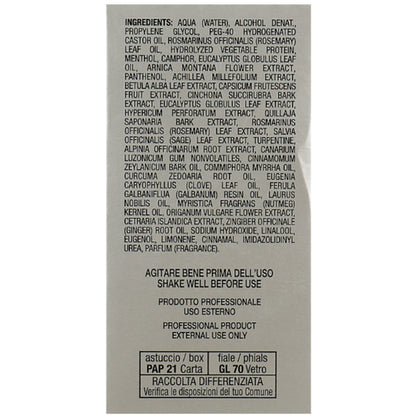 INGREDIENTS: AQUA (WATER), ALCOHOL DENAT.,
PROPYLENE GLYCOL, PEG-40 HYDROGENATED
CASTOR OIL, ROSMARINUS OFFICINALIS (ROSEMARY)
LEAF OIL, HYDROLYZED VEGETABLE PROTEIN,
MENTHOL, CAMPHOR, EUCALYPTUS GLOBULUS LEAF
OIL, ARNICA MONTANA FLOWER EXTRACT,
PANTHENOL, ACHILLEA MILLEFOLIUM EXTRACT,
BETULA ALBA LEAF EXTRACT, CAPSICUM FRUTESCENS
FRUIT EXTRACT, CINCHONA SUCCIRUBRA BARK
EXTRACT, EUCALYPTUS GLOBULUS LEAF EXTRACT,
HYPERICUM PERFORATUM EXTRACT, QUILLAJA
SAPONARIA BARK EXTRACT, ROSMARINUS
OFFICINALIS (ROSEMARY) LEAF EXTRACT, SALVIA
OFFICINALIS (SAGE) LEAF EXTRACT, TURPENTINE,
ALPINIA OFFICINARUM ROOT EXTRACT, CANARIUM
LUZONICUM GUM NONVOLATILES, CINNAMOMUM
ZEYLANICUM BARK OIL, COMMIPHORA MYRRHA OIL,
CURCUMA ZEDOARIA ROOT OIL, EUGENIA
CARYOPHYLLUS (CLOVE) LEAF OIL, FERULA
GALBANIFLUA (GALBANUM) RESIN OIL, LAURUS
NOBILIS OIL, MYRISTICA FRAGRANS (NUTMEG)
KERNEL OIL, ORIGANUM VULGARE FLOWER EXTRACT,
CETRARIA ISLANDICA EXTRACT, ZINGIBER OFFICINALE
(GINGER) ROOT OIL, SODIUM HYDROXIDE, LINALOOL,
EUGENOL, LIMONENE, CINNAMAL, IMIDAZOLIDINYL
UREA, PARFUM (FRAGRANCE).
AGITARE BENE PRIMA DELL'USO
SHAKE WELL BEFORE USE
PRODOTTO PROFESSIONALE
USO ESTERNO
PROFESSIONAL PRODUCT
EXTERNAL USE ONLY
astuccio / box fiale / phials
PAP 21 Carta GL 70 Vetro
RACCOLTA DIFFERENZIATA
Verifica le disposizioni del tuo Comune